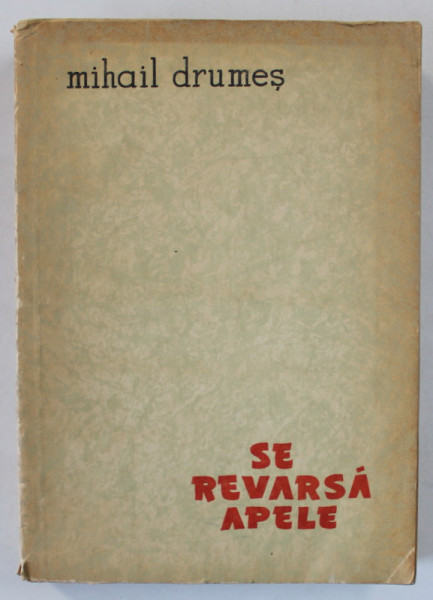 mihail drumeș
SE
REVARSĂ
APELE